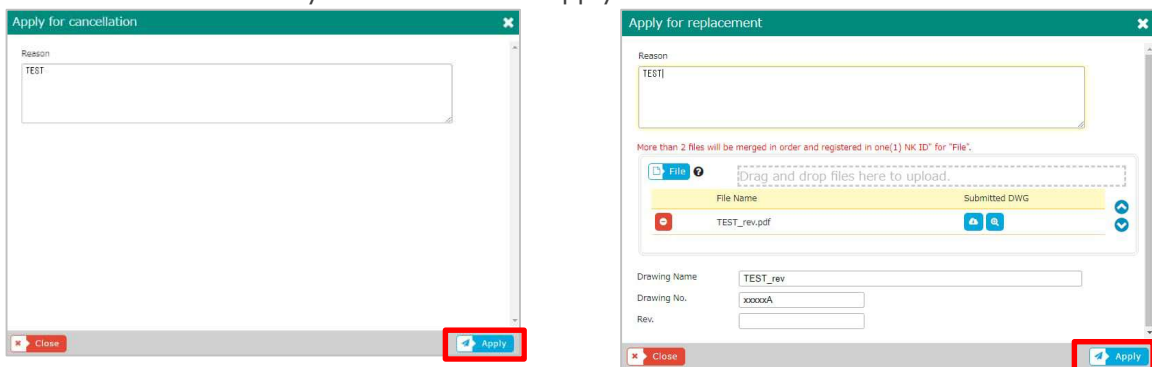 Apply for cancellation
Reason
TEST
Close
Apply
Apply for replacement
Reason
TEST
More than 2 files will be merged in order and registered in one(1) NK ID" for "File".
File
Drag and drop files here to upload.
File Name Submitted DWG
TEST_rev.pdf
Drawing Name TEST_rev
Drawing No. xxxxxA
Rev.
Close
Apply